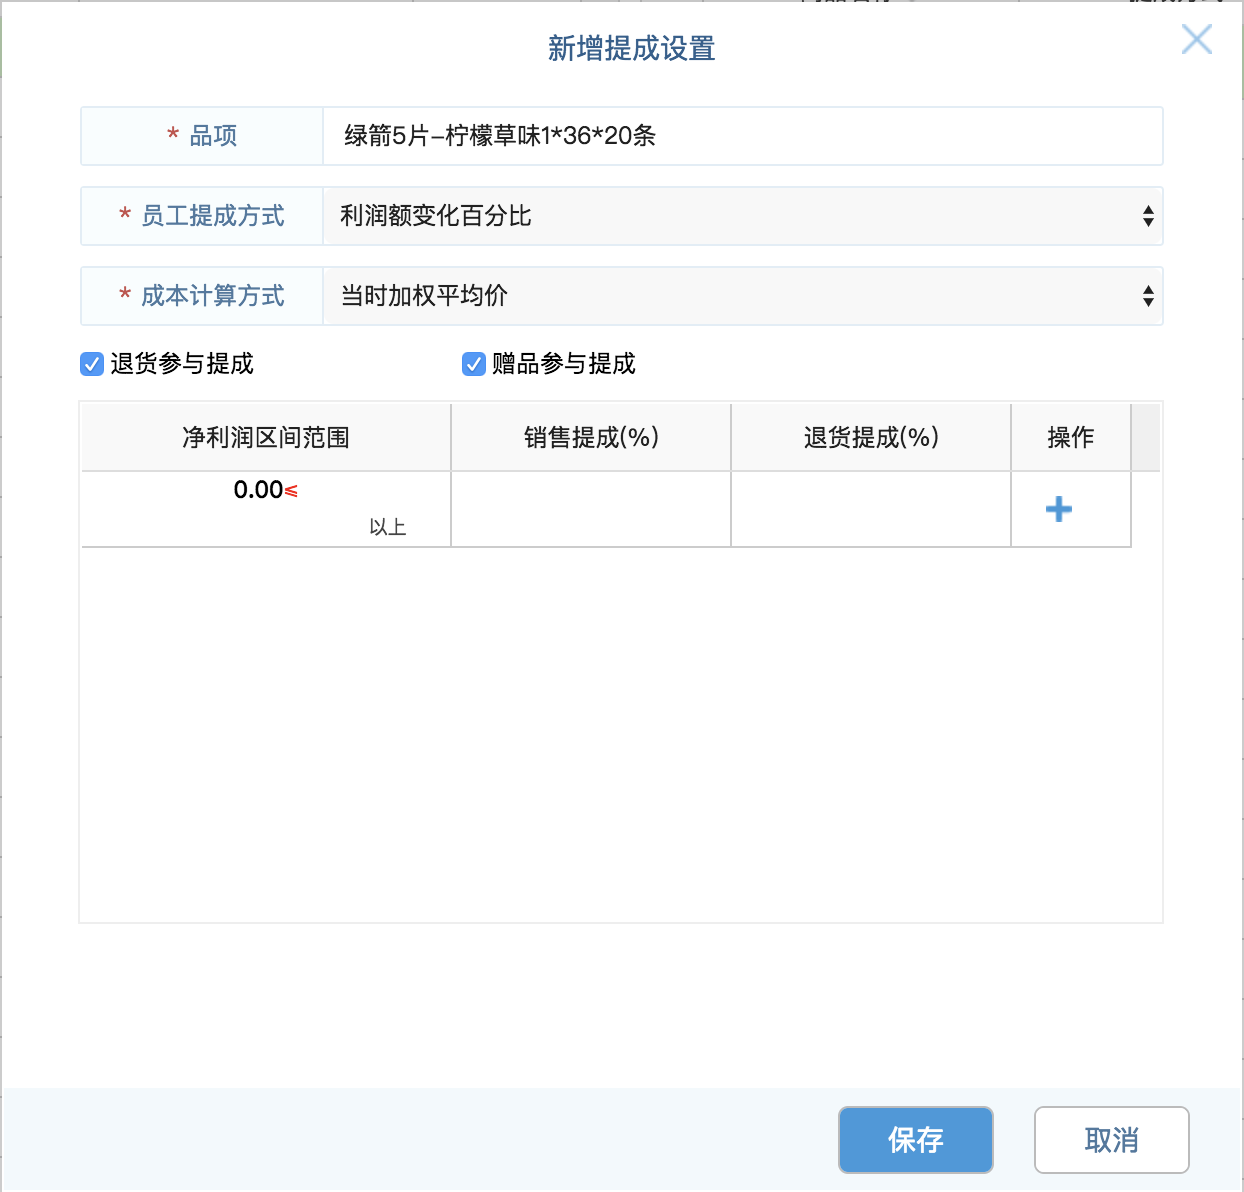 新增提成设置
* 品项
绿箭5片-柠檬草味1*36*20条
* 员工提成方式
利润额变化百分比
* 成本计算方式
当时加权平均价
退货参与提成
赠品参与提成
净利润区间范围
销售提成(%)
退货提成(%)
操作
0.00≤
以上
保存
取消